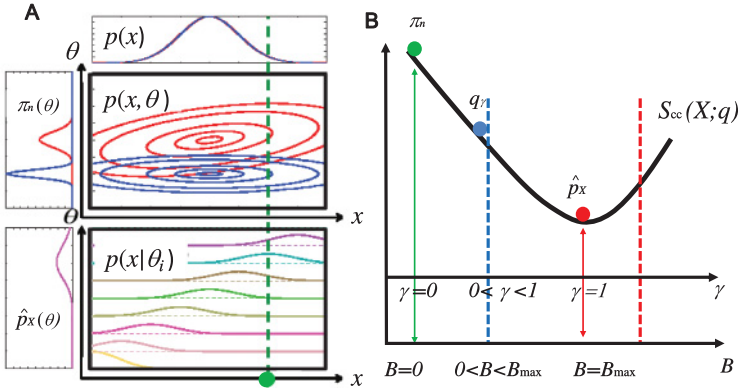 A
θ
p(x)
πn(θ)
p(x,θ)
θ
x
p̂X(θ)
p(x|θi)
x
B
πn
qγ
Scc(X;q)
p̂X
γ=0
0<γ<1
γ=1
γ
B=0
0<B<Bmax
B=Bmax
B